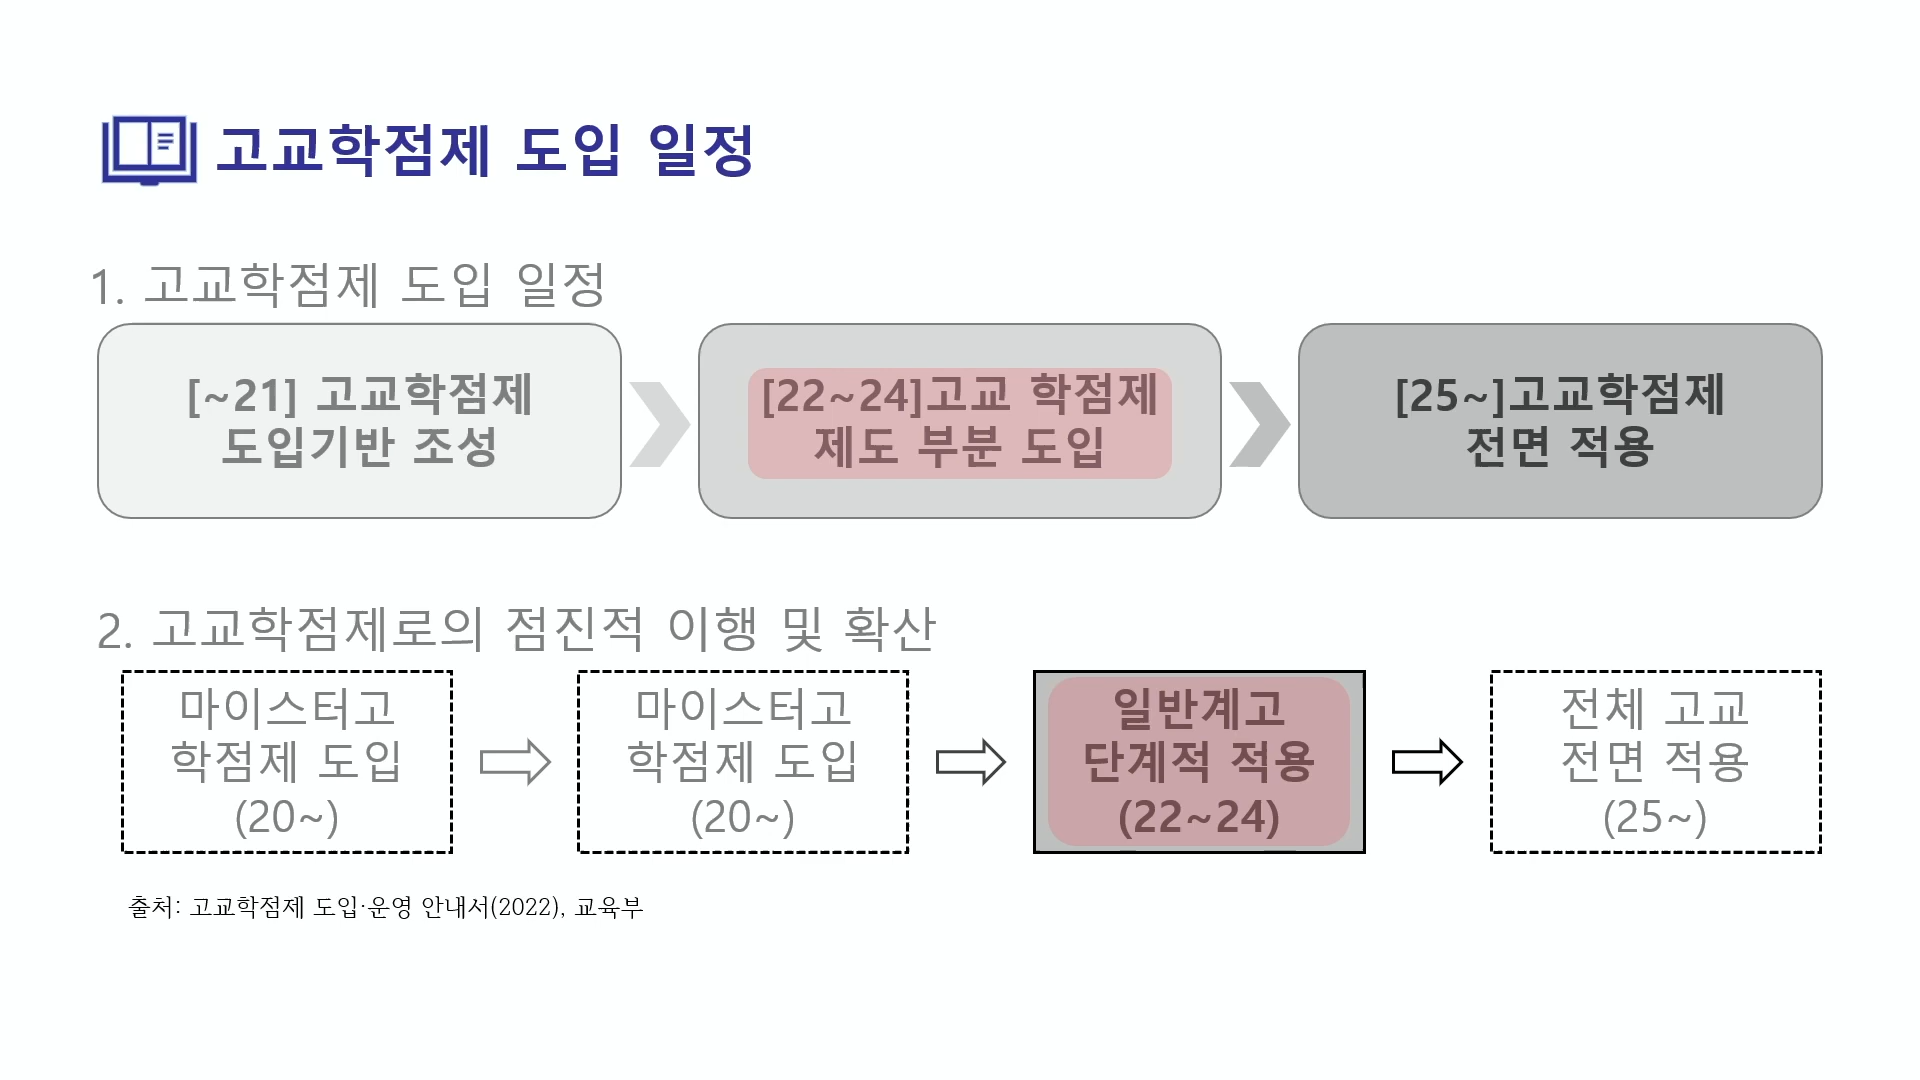 고교학점제 도입 일정
1. 고교학점제 도입 일정
[~21] 고교학점제
도입기반 조성
[22~24]고교 학점제
제도 부분 도입
[25~]고교학점제
전면 적용
2. 고교학점제로의 점진적 이행 및 확산
마이스터고
학점제 도입
(20~)
마이스터고
학점제 도입
(20~)
일반계고
단계적 적용
(22~24)
전체 고교
전면 적용
(25~)
출처: 고교학점제 도입·운영 안내서(2022), 교육부